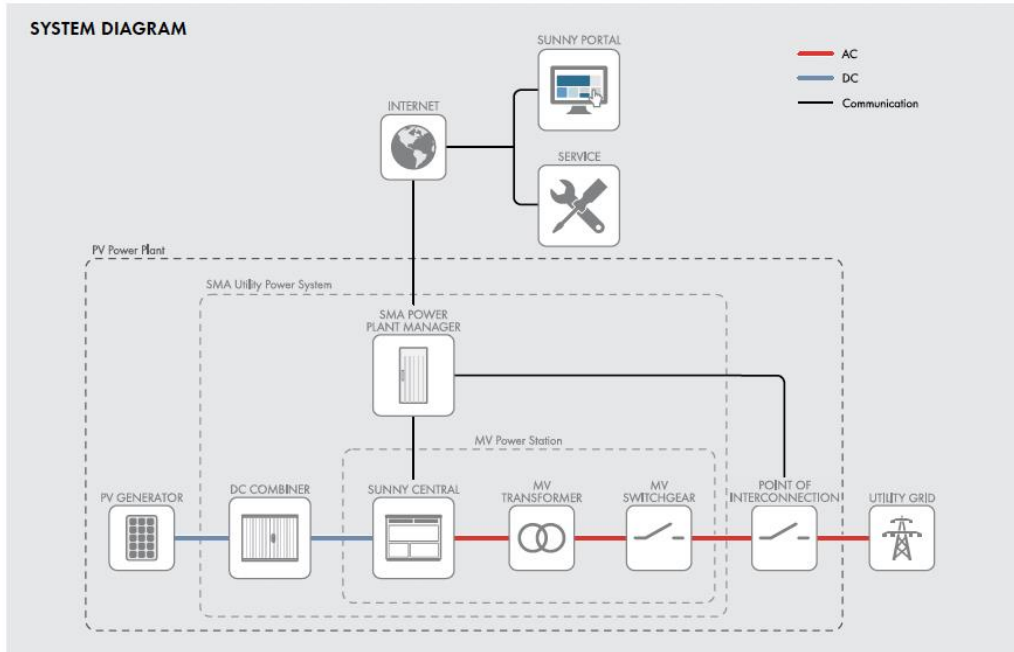 SYSTEM DIAGRAM
SUNNY PORTAL
AC
DC
Communication
INTERNET
SERVICE
PV Power Plant
SMA Utility Power System
SMA POWER
PLANT MANAGER
MV Power Station
PV GENERATOR
DC COMBINER
SUNNY CENTRAL
MV
TRANSFORMER
MV
SWITCHGEAR
POINT OF
INTERCONNECTION
UTILITY GRID